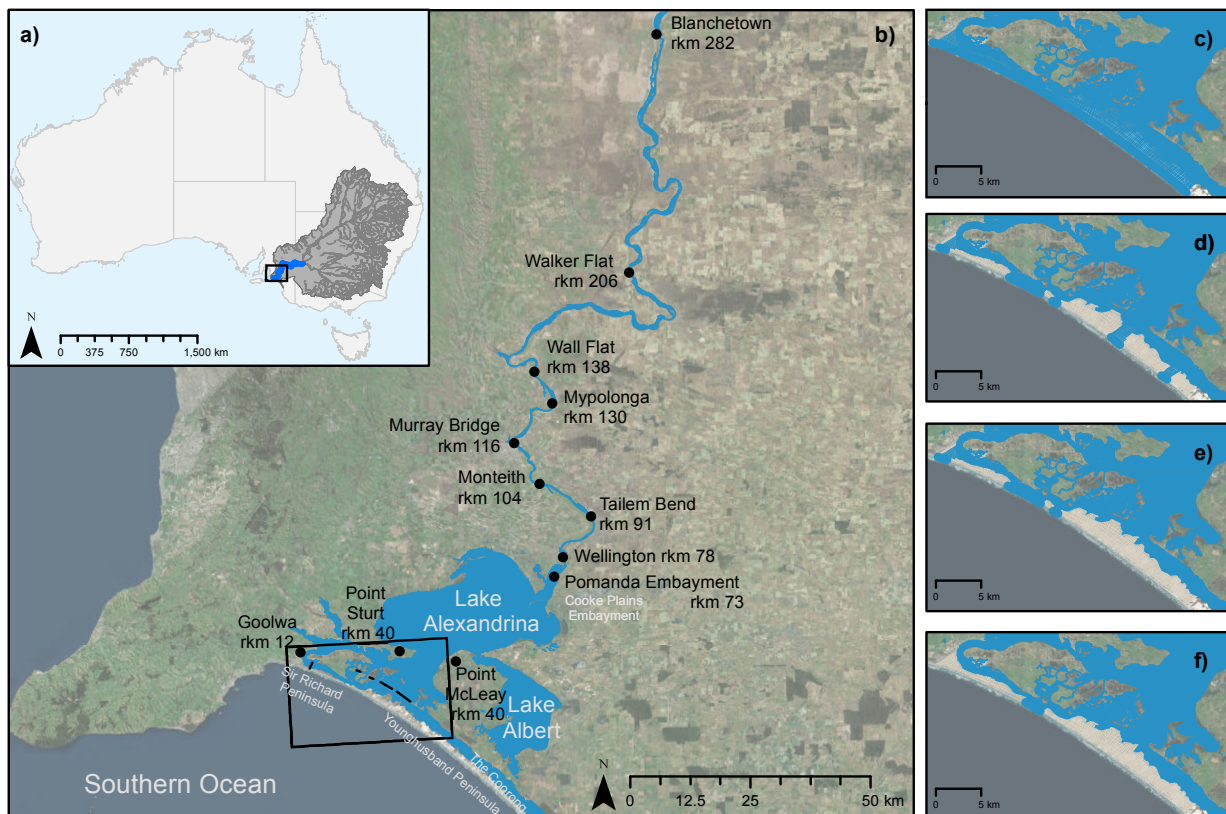 a)
N
0 375 750 1,500 km
b)
Blanchetown
rkm 282
Walker Flat
rkm 206
Wall Flat
rkm 138
Mypolonga
rkm 130
Murray Bridge
rkm 116
Monteith
rkm 104
Tailem Bend
rkm 91
Wellington rkm 78
Pomanda Embayment
rkm 73
Cooke Plains
Embayment
Lake
Alexandrina
Point
Sturt
rkm 40
Goolwa
rkm 12
Sir Richard
Peninsula
Point
McLeay
rkm 40
Lake
Albert
Younghusband Peninsula
The Coorong
Southern Ocean
N
0 12.5 25 50 km
c)
0 5 km
d)
0 5 km
e)
0 5 km
f)
0 5 km